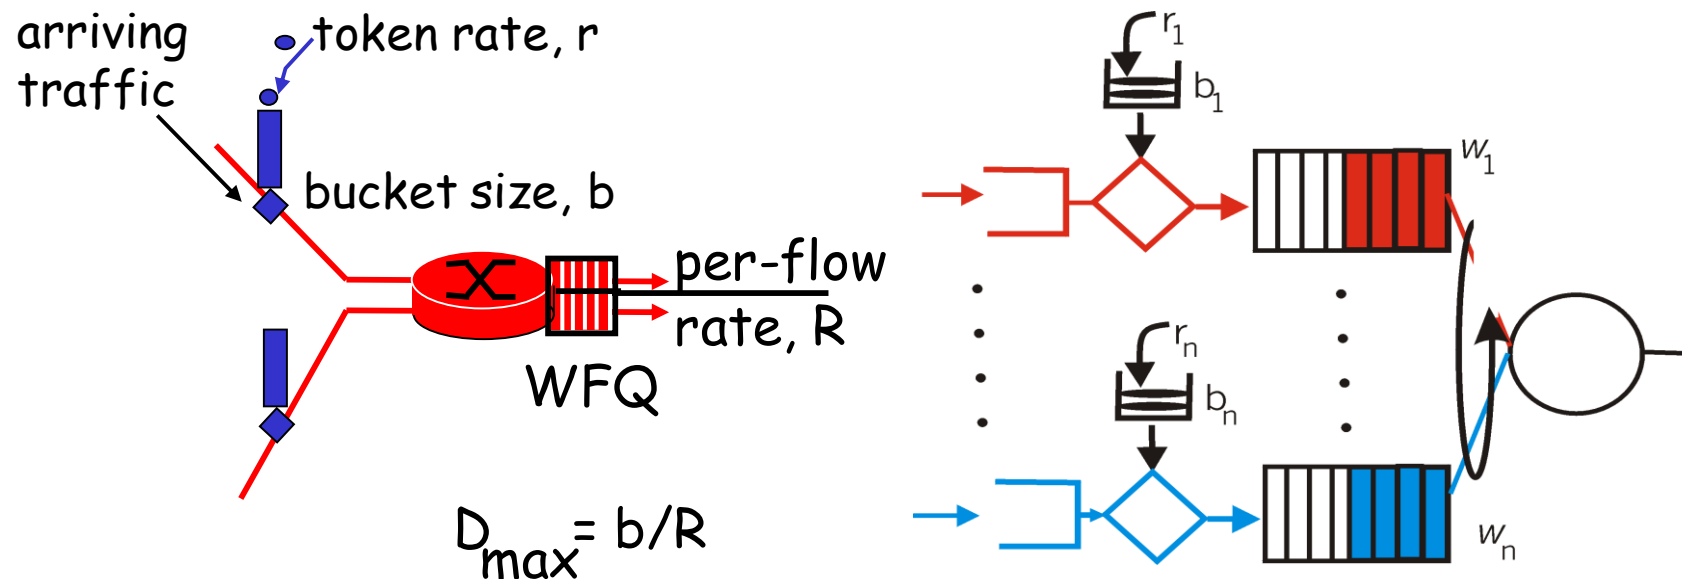 arriving
traffic
token rate, r
bucket size, b
per-flow
rate, R
WFQ
Dmax= b/R
r1
b1
w1
rn
bn
wn